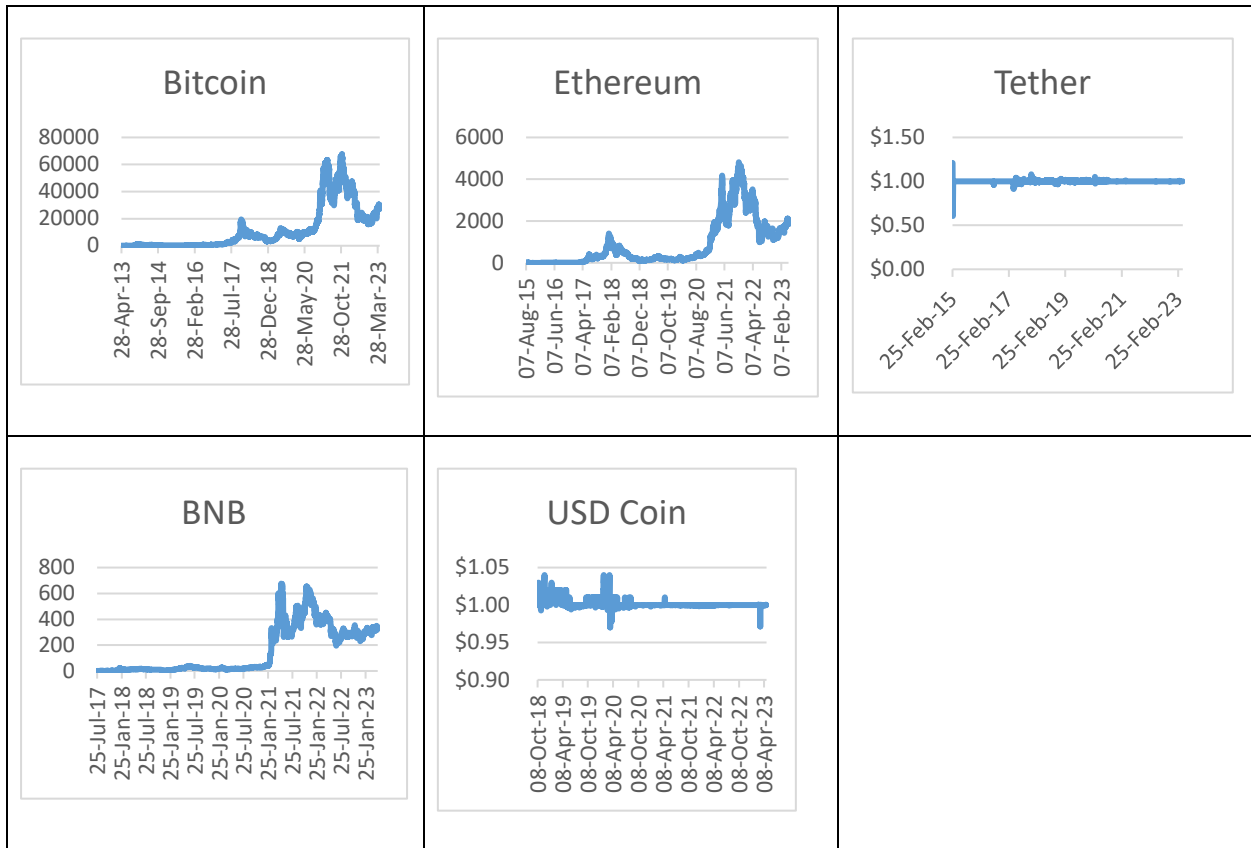 Bitcoin
80000
60000
40000
20000
0
28-Apr-13
28-Sep-14
28-Feb-16
28-Jul-17
28-Dec-18
28-May-20
28-Oct-21
28-Mar-23
Ethereum
6000
4000
2000
0
07-Aug-15
07-Jun-16
07-Apr-17
07-Feb-18
07-Dec-18
07-Oct-19
07-Aug-20
07-Jun-21
07-Apr-22
07-Feb-23
Tether
$1.50
$1.00
$0.50
$0.00
25-Feb-15
25-Feb-17
25-Feb-19
25-Feb-21
25-Feb-23
BNB
800
600
400
200
0
25-Jul-17
25-Jan-18
25-Jul-18
25-Jan-19
25-Jul-19
25-Jan-20
25-Jul-20
25-Jan-21
25-Jul-21
25-Jan-22
25-Jul-22
25-Jan-23
USD Coin
$1.05
$1.00
$0.95
$0.90
08-Oct-18
08-Apr-19
08-Oct-19
08-Apr-20
08-Oct-20
08-Apr-21
08-Oct-21
08-Apr-22
08-Oct-22
08-Apr-23